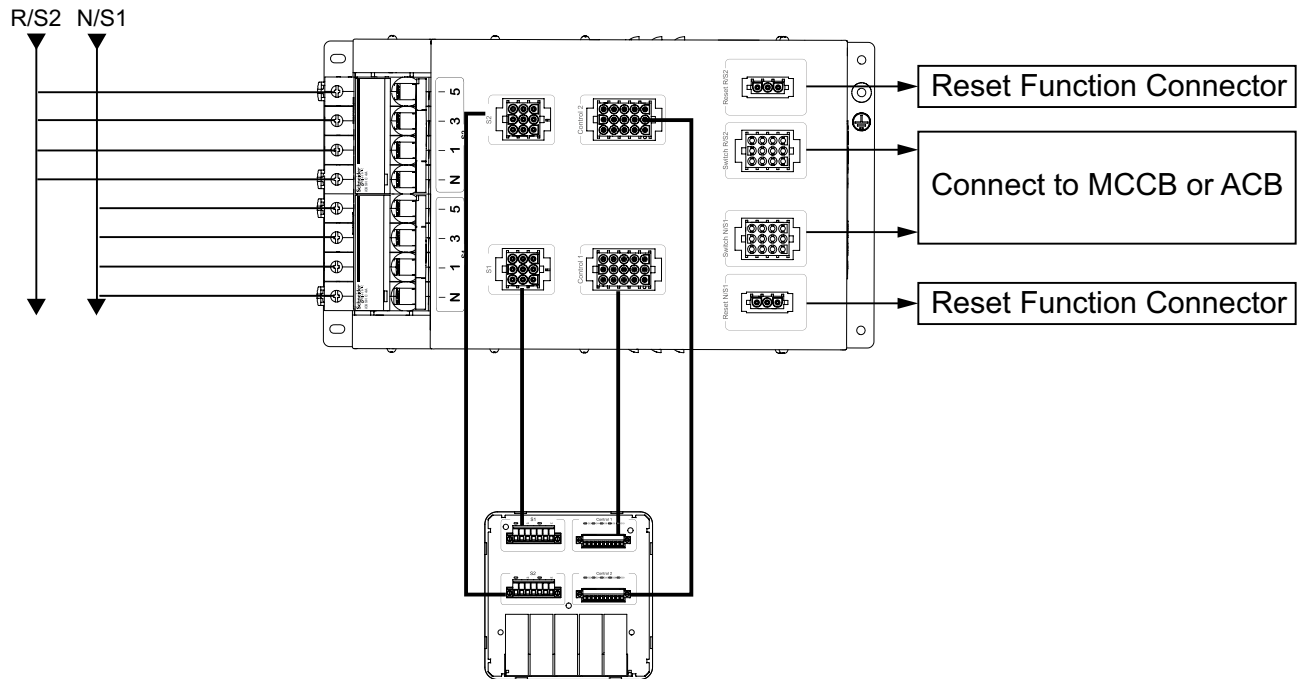 R/S2 N/S1
5
3
1
N
5
3
1
N
S2
Control 2
S1
Control 1
Reset R/S2
Switch R/S2
Switch N/S1
Reset N/S1
Reset Function Connector
Connect to MCCB or ACB
Reset Function Connector
S1
Control 1
S2
Control 2